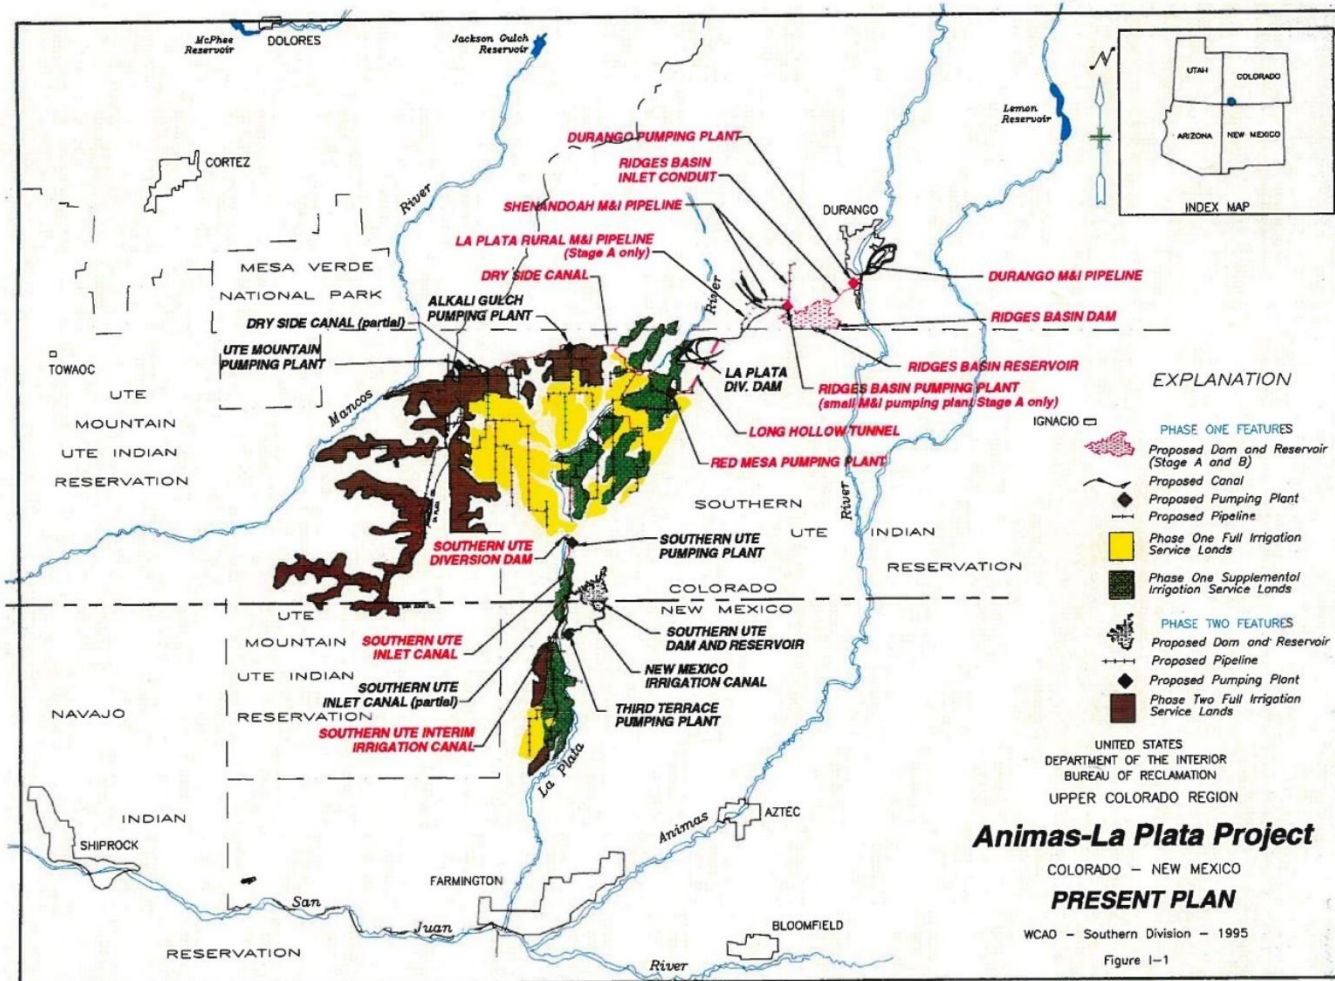 McPhee
Reservoir
DOLORES
Jackson Gulch
Reservoir
Lemon
Reservoir
UTAH
COLORADO
ARIZONA
NEW MEXICO
INDEX MAP
N
CORTEZ
River
DURANGO PUMPING PLANT
RIDGES BASIN
INLET CONDUIT
SHENANDOAH M&I PIPELINE
DURANGO
LA PLATA RURAL M&I PIPELINE
(Stage A only)
DRY SIDE CANAL
River
DURANGO M&I PIPELINE
MESA VERDE
NATIONAL PARK
ALKALI GULCH
PUMPING PLANT
DRY SIDE CANAL (partial)
RIDGES BASIN DAM
UTE MOUNTAIN
PUMPING PLANT
TOWAOC
LA PLATA
DIV. DAM
RIDGES BASIN RESERVOIR
RIDGES BASIN PUMPING PLANT
(small M&I pumping plant Stage A only)
UTE
MOUNTAIN
UTE INDIAN
RESERVATION
Mancos
IGNACIO
LONG HOLLOW TUNNEL
RED MESA PUMPING PLANT
SOUTHERN
UTE INDIAN
RESERVATION
River
SOUTHERN UTE
DIVERSION DAM
SOUTHERN UTE
PUMPING PLANT
COLORADO
NEW MEXICO
UTE
MOUNTAIN
UTE INDIAN
RESERVATION
SOUTHERN UTE
INLET CANAL
SOUTHERN UTE
DAM AND RESERVOIR
SOUTHERN UTE
INLET CANAL (partial)
NEW MEXICO
IRRIGATION CANAL
SOUTHERN UTE INTERIM
IRRIGATION CANAL
THIRD TERRACE
PUMPING PLANT
NAVAJO
INDIAN
RESERVATION
La Plata
SHIPROCK
Animas
AZTEC
FARMINGTON
San
Juan
River
BLOOMFIELD
EXPLANATION
PHASE ONE FEATURES
Proposed Dam and Reservoir
(Stage A and B)
Proposed Canal
Proposed Pumping Plant
Proposed Pipeline
Phase One Full Irrigation
Service Lands
Phase One Supplemental
Irrigation Service Lands
PHASE TWO FEATURES
Proposed Dam and Reservoir
Proposed Pipeline
Proposed Pumping Plant
Phase Two Full Irrigation
Service Lands
UNITED STATES
DEPARTMENT OF THE INTERIOR
BUREAU OF RECLAMATION
UPPER COLORADO REGION
Animas-La Plata Project
COLORADO - NEW MEXICO
PRESENT PLAN
WCAO - Southern Division - 1995
Figure I-1